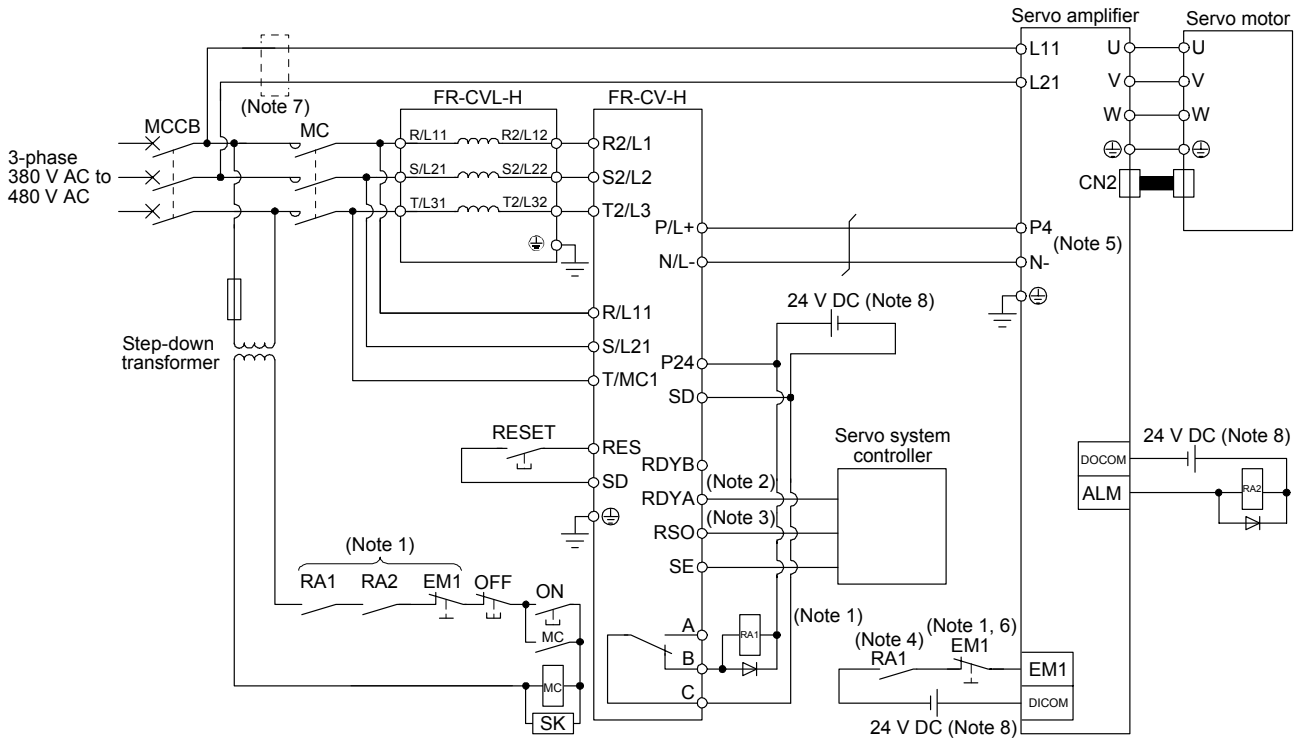 Servo amplifier
Servo motor
L11
U
U
L21
V
V
W
W
CN2
(Note 7)
FR-CVL-H
FR-CV-H
MCCB
MC
R/L11
R2/L12
R2/L1
3-phase
380 V AC to
480 V AC
S/L21
S2/L22
S2/L2
T/L31
T2/L32
T2/L3
P/L+
P4
(Note 5)
N/L-
N-
24 V DC (Note 8)
R/L11
Step-down
transformer
S/L21
P24
T/MC1
SD
RESET
RES
SD
Servo system
controller
RDYB
(Note 2)
RDYA
(Note 3)
RSO
SE
24 V DC (Note 8)
DOCOM
ALM
RA2
(Note 1)
RA1
RA2
EM1
OFF
ON
MC
A
RA1
(Note 1)
B
C
MC
SK
(Note 4)
RA1
(Note 1, 6)
EM1
EM1
DICOM
24 V DC (Note 8)